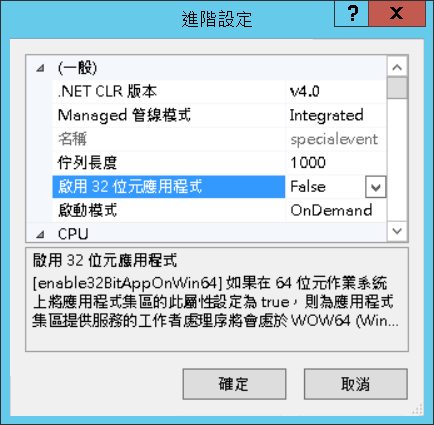 進階設定
?
X
(一般)
.NET CLR 版本 v4.0
Managed 管線模式 Integrated
名稱 specialevent
佇列長度 1000
啟用 32 位元應用程式 False
啟動模式 OnDemand
CPU
啟用 32 位元應用程式
[enable32BitAppOnWin64] 如果在 64 位元作業系統
上將應用程式集區的此屬性設定為 true，則為應用程式
集區提供服務的工作者處理序將會處於 WOW64 (Win...
確定
取消